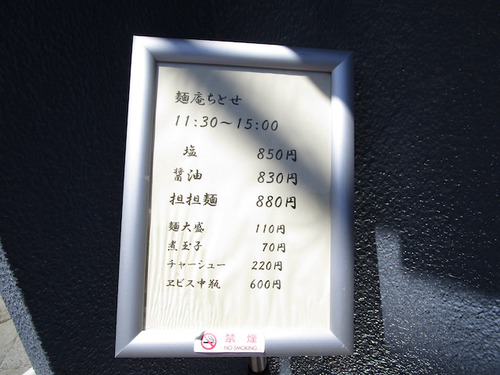 麺庵ちとせ
11:30~15:00
塩 850円
醤油 830円
担担麺 880円
麺大盛 110円
煮玉子 70円
チャーシュー 220円
ヱビス中瓶 600円
禁煙
NO SMOKING